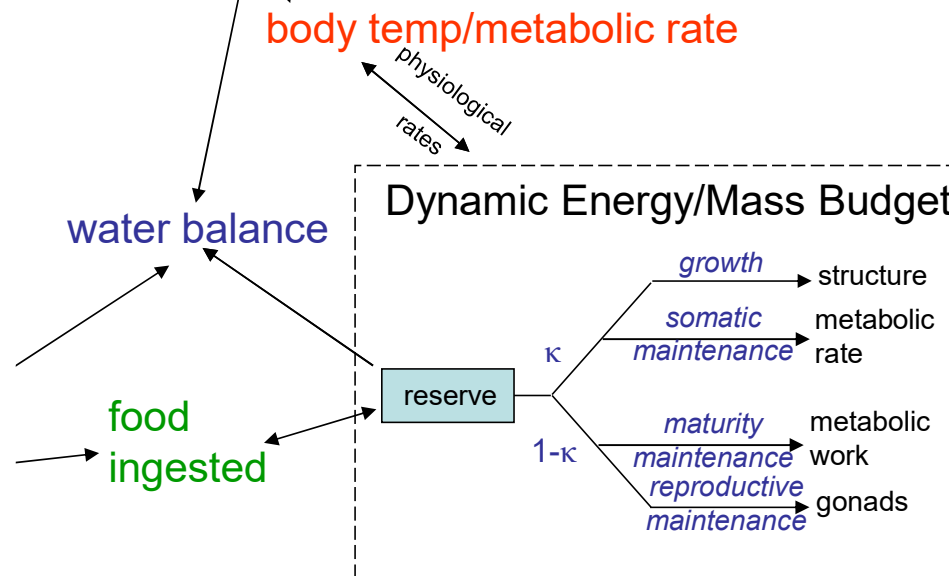 body temp/metabolic rate
physiological
rates
Dynamic Energy/Mass Budget
water balance
growth
structure
somatic
maintenance
metabolic
rate
κ
reserve
food
ingested
1-κ
maturity
maintenance
metabolic
work
reproductive
maintenance
gonads